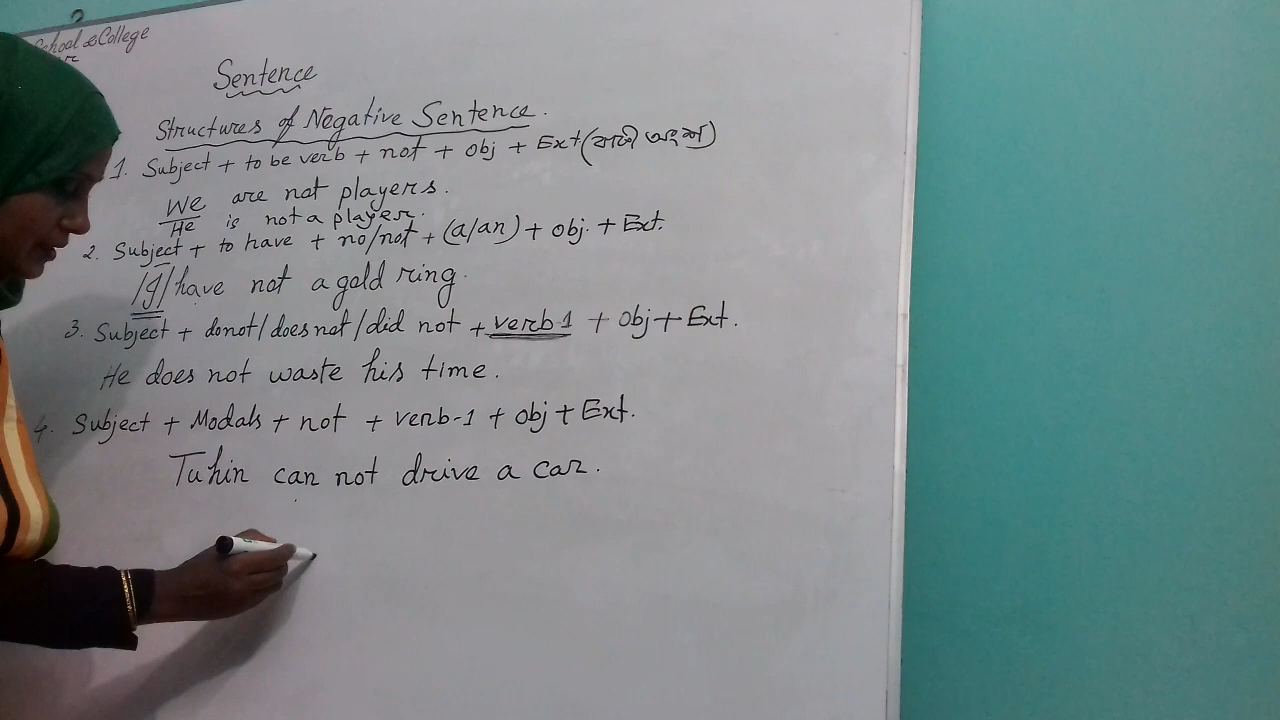 School & College
Sentence
Structures of Negative Sentence.
1. Subject + to be verb + not + obj + Ext (বাকী অংশ)
We are not players.
He is not a player.
2. Subject + to have + no/not + (a/an) + obj. + Ext.
/I/ have not a gold ring.
3. Subject + donot/does not/did not + verb-1 + Obj + Ext.
He does not waste his time.
4. Subject + Modals + not + verb-1 + obj + Ext.
Tuhin can not drive a car.